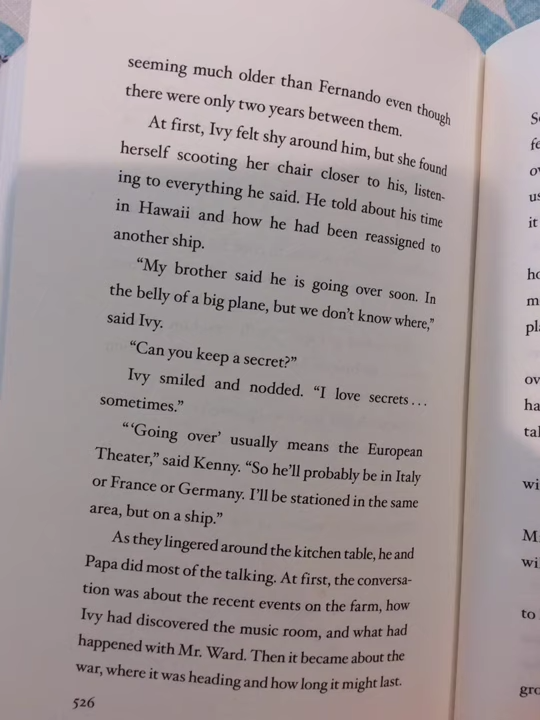 seeming much older than Fernando even though
there were only two years between them.
At first, Ivy felt shy around him, but she found
herself scooting her chair closer to his, listen-
ing to everything he said. He told about his time
in Hawaii and how he had been reassigned to
another ship.
“My brother said he is going over soon. In
the belly of a big plane, but we don’t know where,”
said Ivy.
“Can you keep a secret?”
Ivy smiled and nodded. “I love secrets...
sometimes.”
“‘Going over’ usually means the European
Theater,” said Kenny. “So he’ll probably be in Italy
or France or Germany. I’ll be stationed in the same
area, but on a ship.”
As they lingered around the kitchen table, he and
Papa did most of the talking. At first, the conversa-
tion was about the recent events on the farm, how
Ivy had discovered the music room, and what had
happened with Mr. Ward. Then it became about the
war, where it was heading and how long it might last.
526
us
it
to